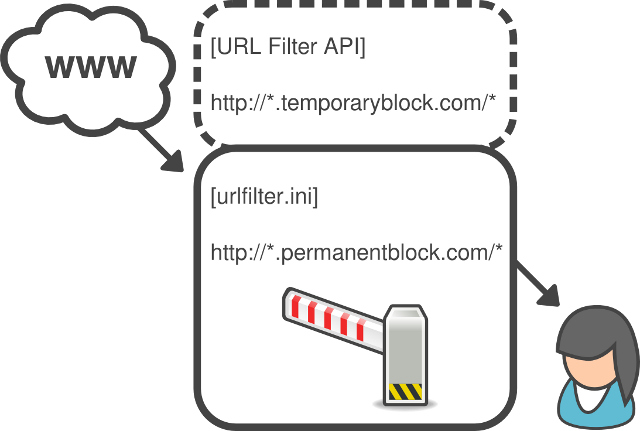 www
[URL Filter API]
http://*.temporaryblock.com/*
[urlfilter.ini]
http://*.permanentblock.com/*